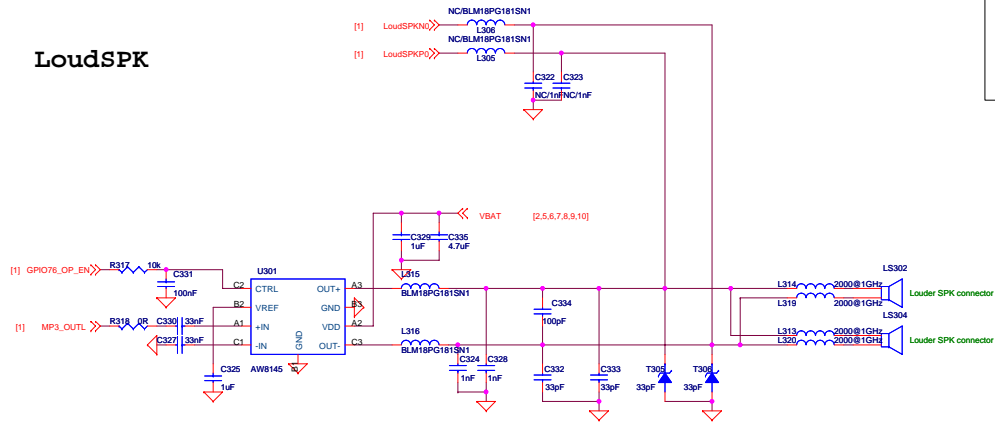 LoudSPK
NC/BLM18PG181SN1
[1] LoudSPKN0
L306
NC/BLM18PG181SN1
[1] LoudSPKP0
L305
C322 C323
NC/1nF NC/1nF
VBAT [2,5,6,7,8,9,10]
C329 C335
1uF 4.7uF
[1] GPIO76_OP_EN R317 10k
C331
100nF
U301
C2 CTRL OUT+ A3
B2 VREF GND B3
A1 +IN VDD A2
C1 -IN OUT- C3
GND
AW8145
[1] MP3_OUTL R318 0R C330 33nF
C327 33nF
C325
1uF
L315
BLM18PG181SN1
L316
BLM18PG181SN1
C334
100pF
C324 C328
1nF 1nF
C332 C333
33pF 33pF
T305 T306
33pF 33pF
LS302
L314 2000@1GHz
L319 2000@1GHz
Louder SPK connector
LS304
L313 2000@1GHz
L320 2000@1GHz
Louder SPK connector